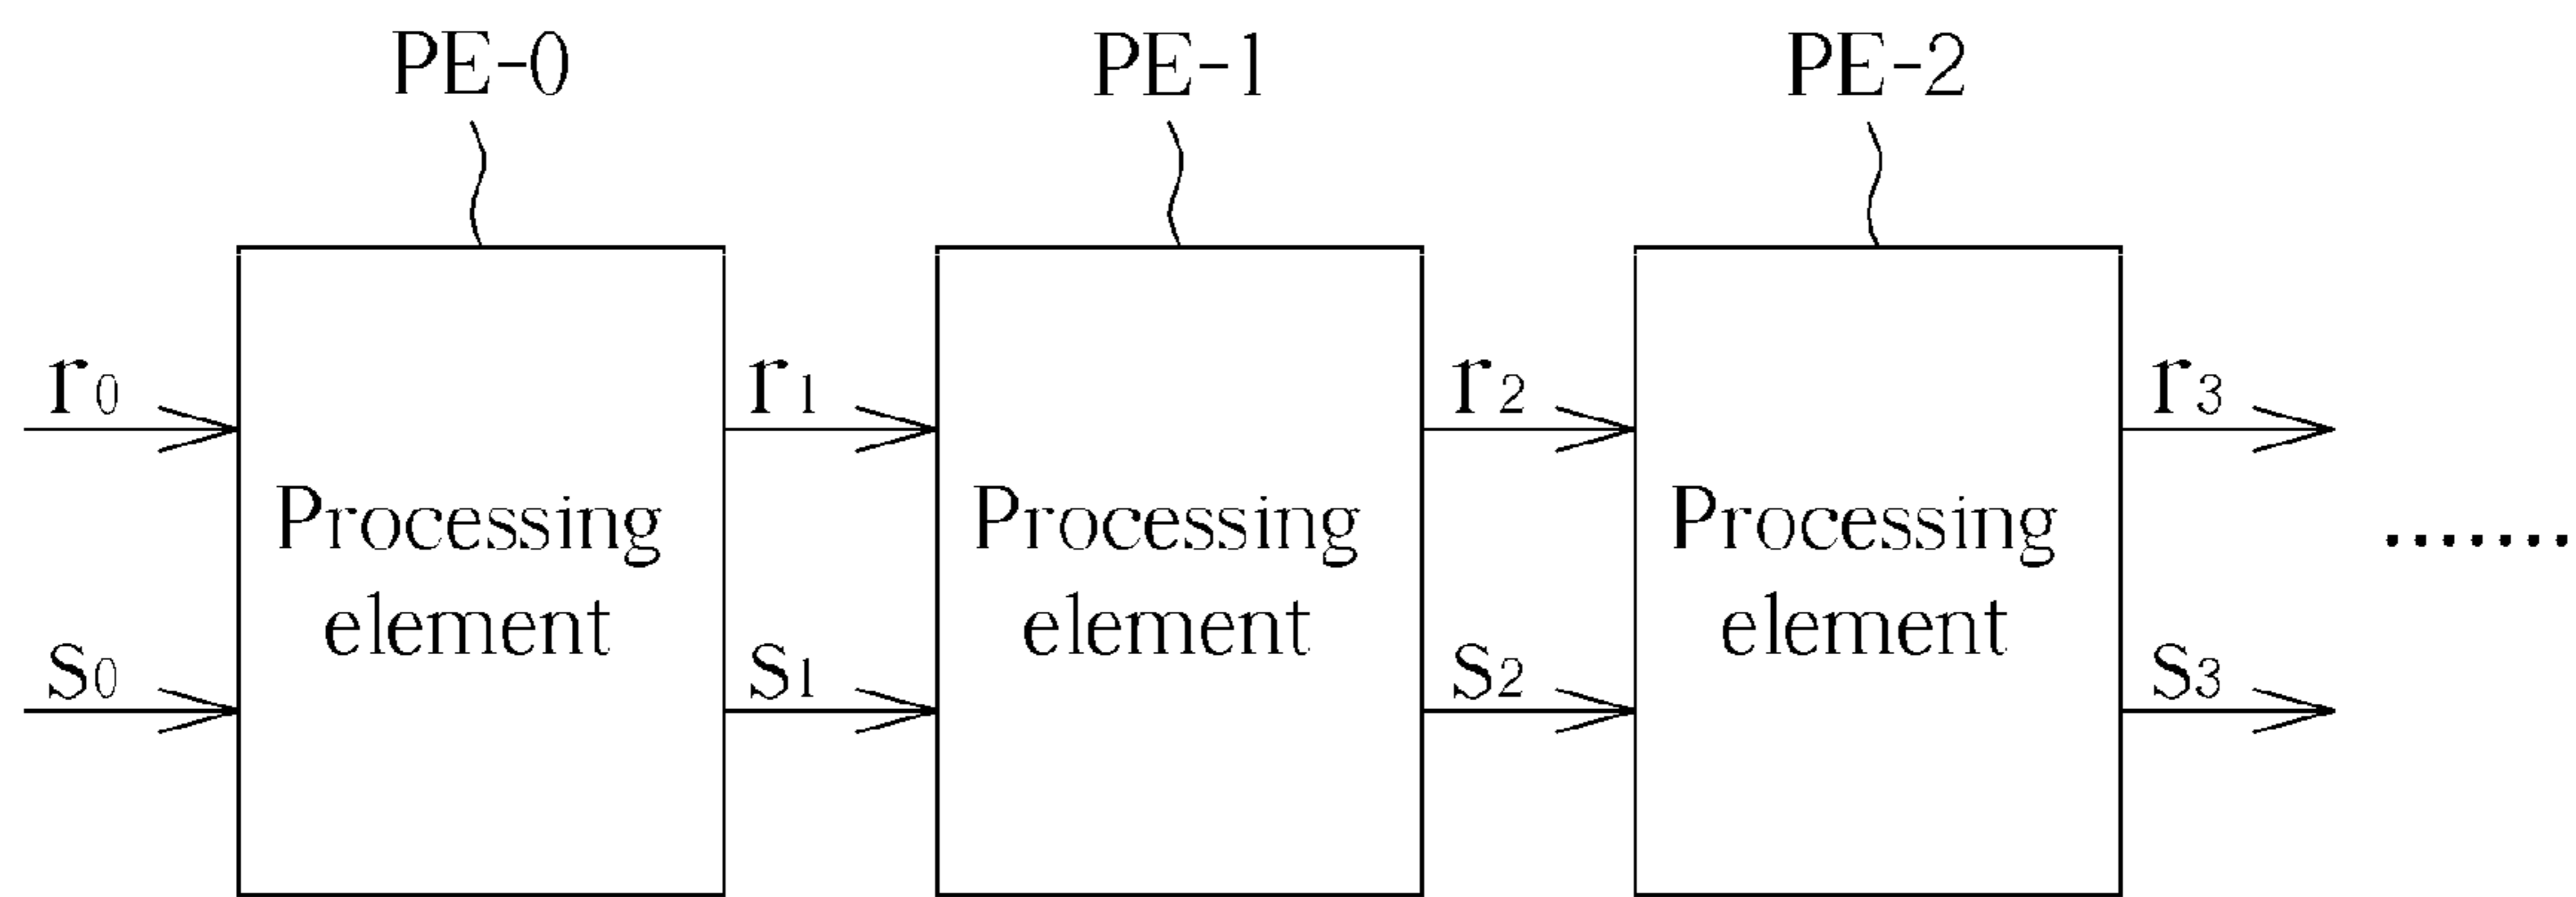 PE-0 PE-1 PE-2
r0 r1 r2 r3
Processing element
Processing element
Processing element
s0 s1 s2 s3
.......